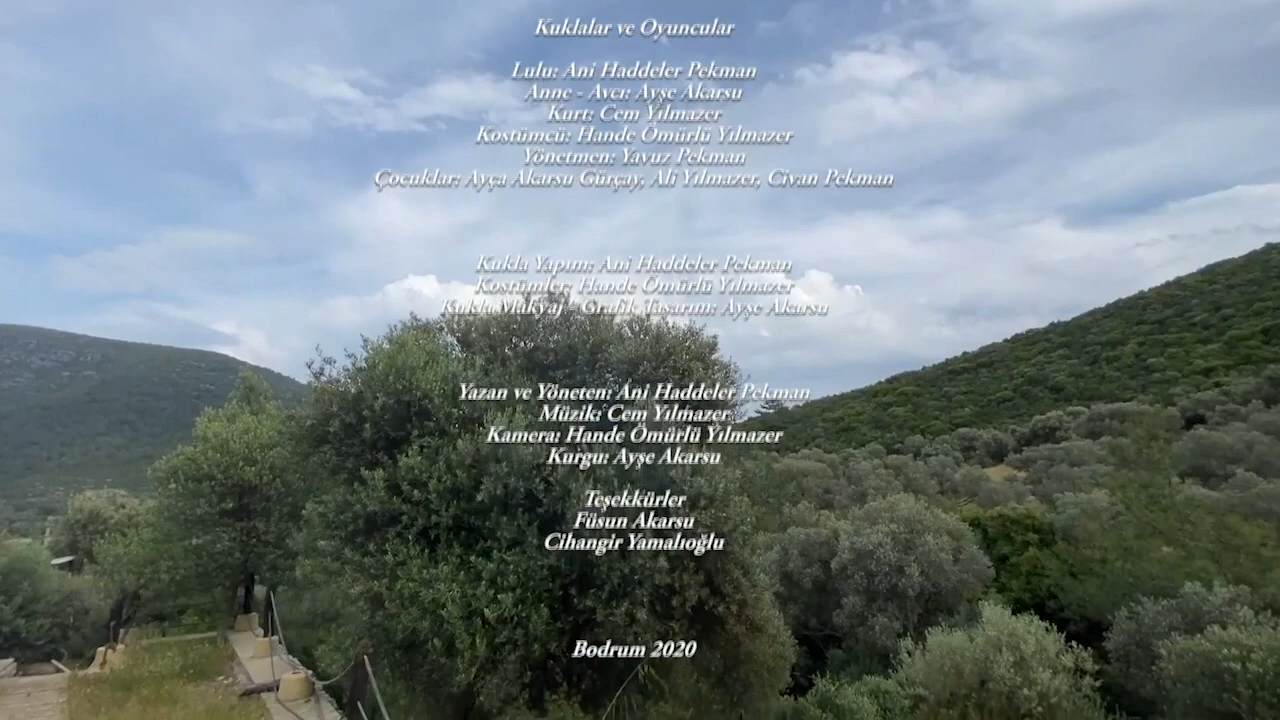 Kuklalar ve Oyuncular
Lulu: Ani Haddeler Pekman
Anne - Avcı: Ayşe Akarsu
Kurt: Cem Yılmazer
Kostümcü: Hande Ömürlü Yılmazer
Yönetmen: Yavuz Pekman
Çocuklar: Ayça Akarsu Gürçay, Ali Yılmazer, Civan Pekman
Kukla Yapım: Ani Haddeler Pekman
Kostümler: Hande Ömürlü Yılmazer
Kukla Makyaj - Grafik Tasarım: Ayşe Akarsu
Yazan ve Yöneten: Ani Haddeler Pekman
Müzik: Cem Yılmazer
Kamera: Hande Ömürlü Yılmazer
Kurgu: Ayşe Akarsu
Teşekkürler
Füsun Akarsu
Cihangir Yamalıoğlu
Bodrum 2020